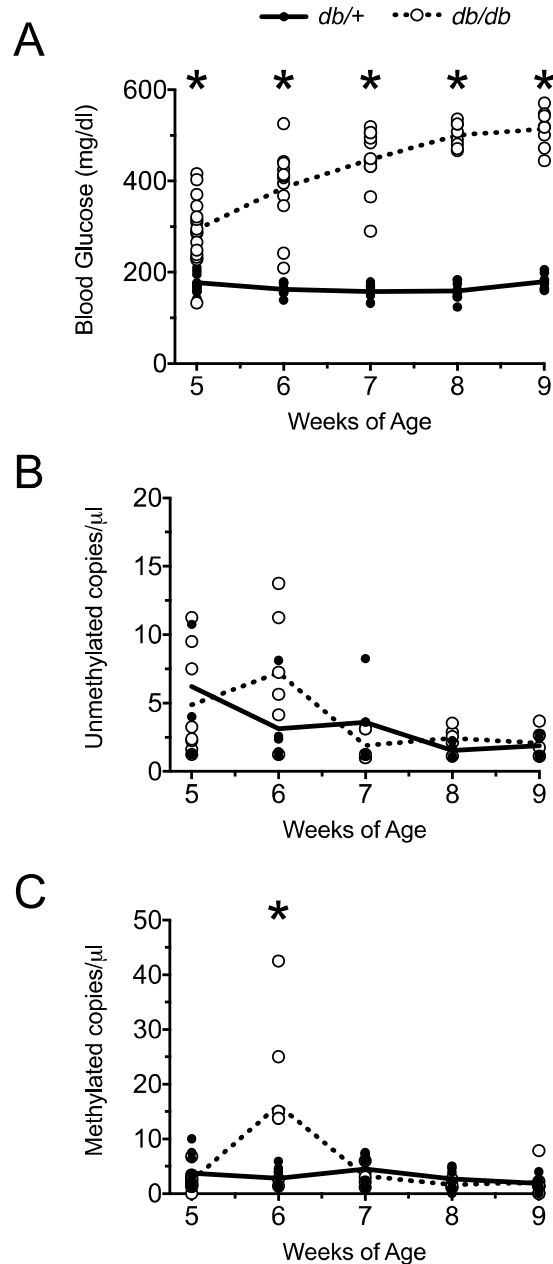 db/+ db/db
A
* * * * *
Blood Glucose (mg/dl)
600
400
200
0
5 6 7 8 9
Weeks of Age
B
Unmethylated copies/µl
20
15
10
5
0
5 6 7 8 9
Weeks of Age
C
*
Methylated copies/µl
50
40
30
20
10
0
5 6 7 8 9
Weeks of Age